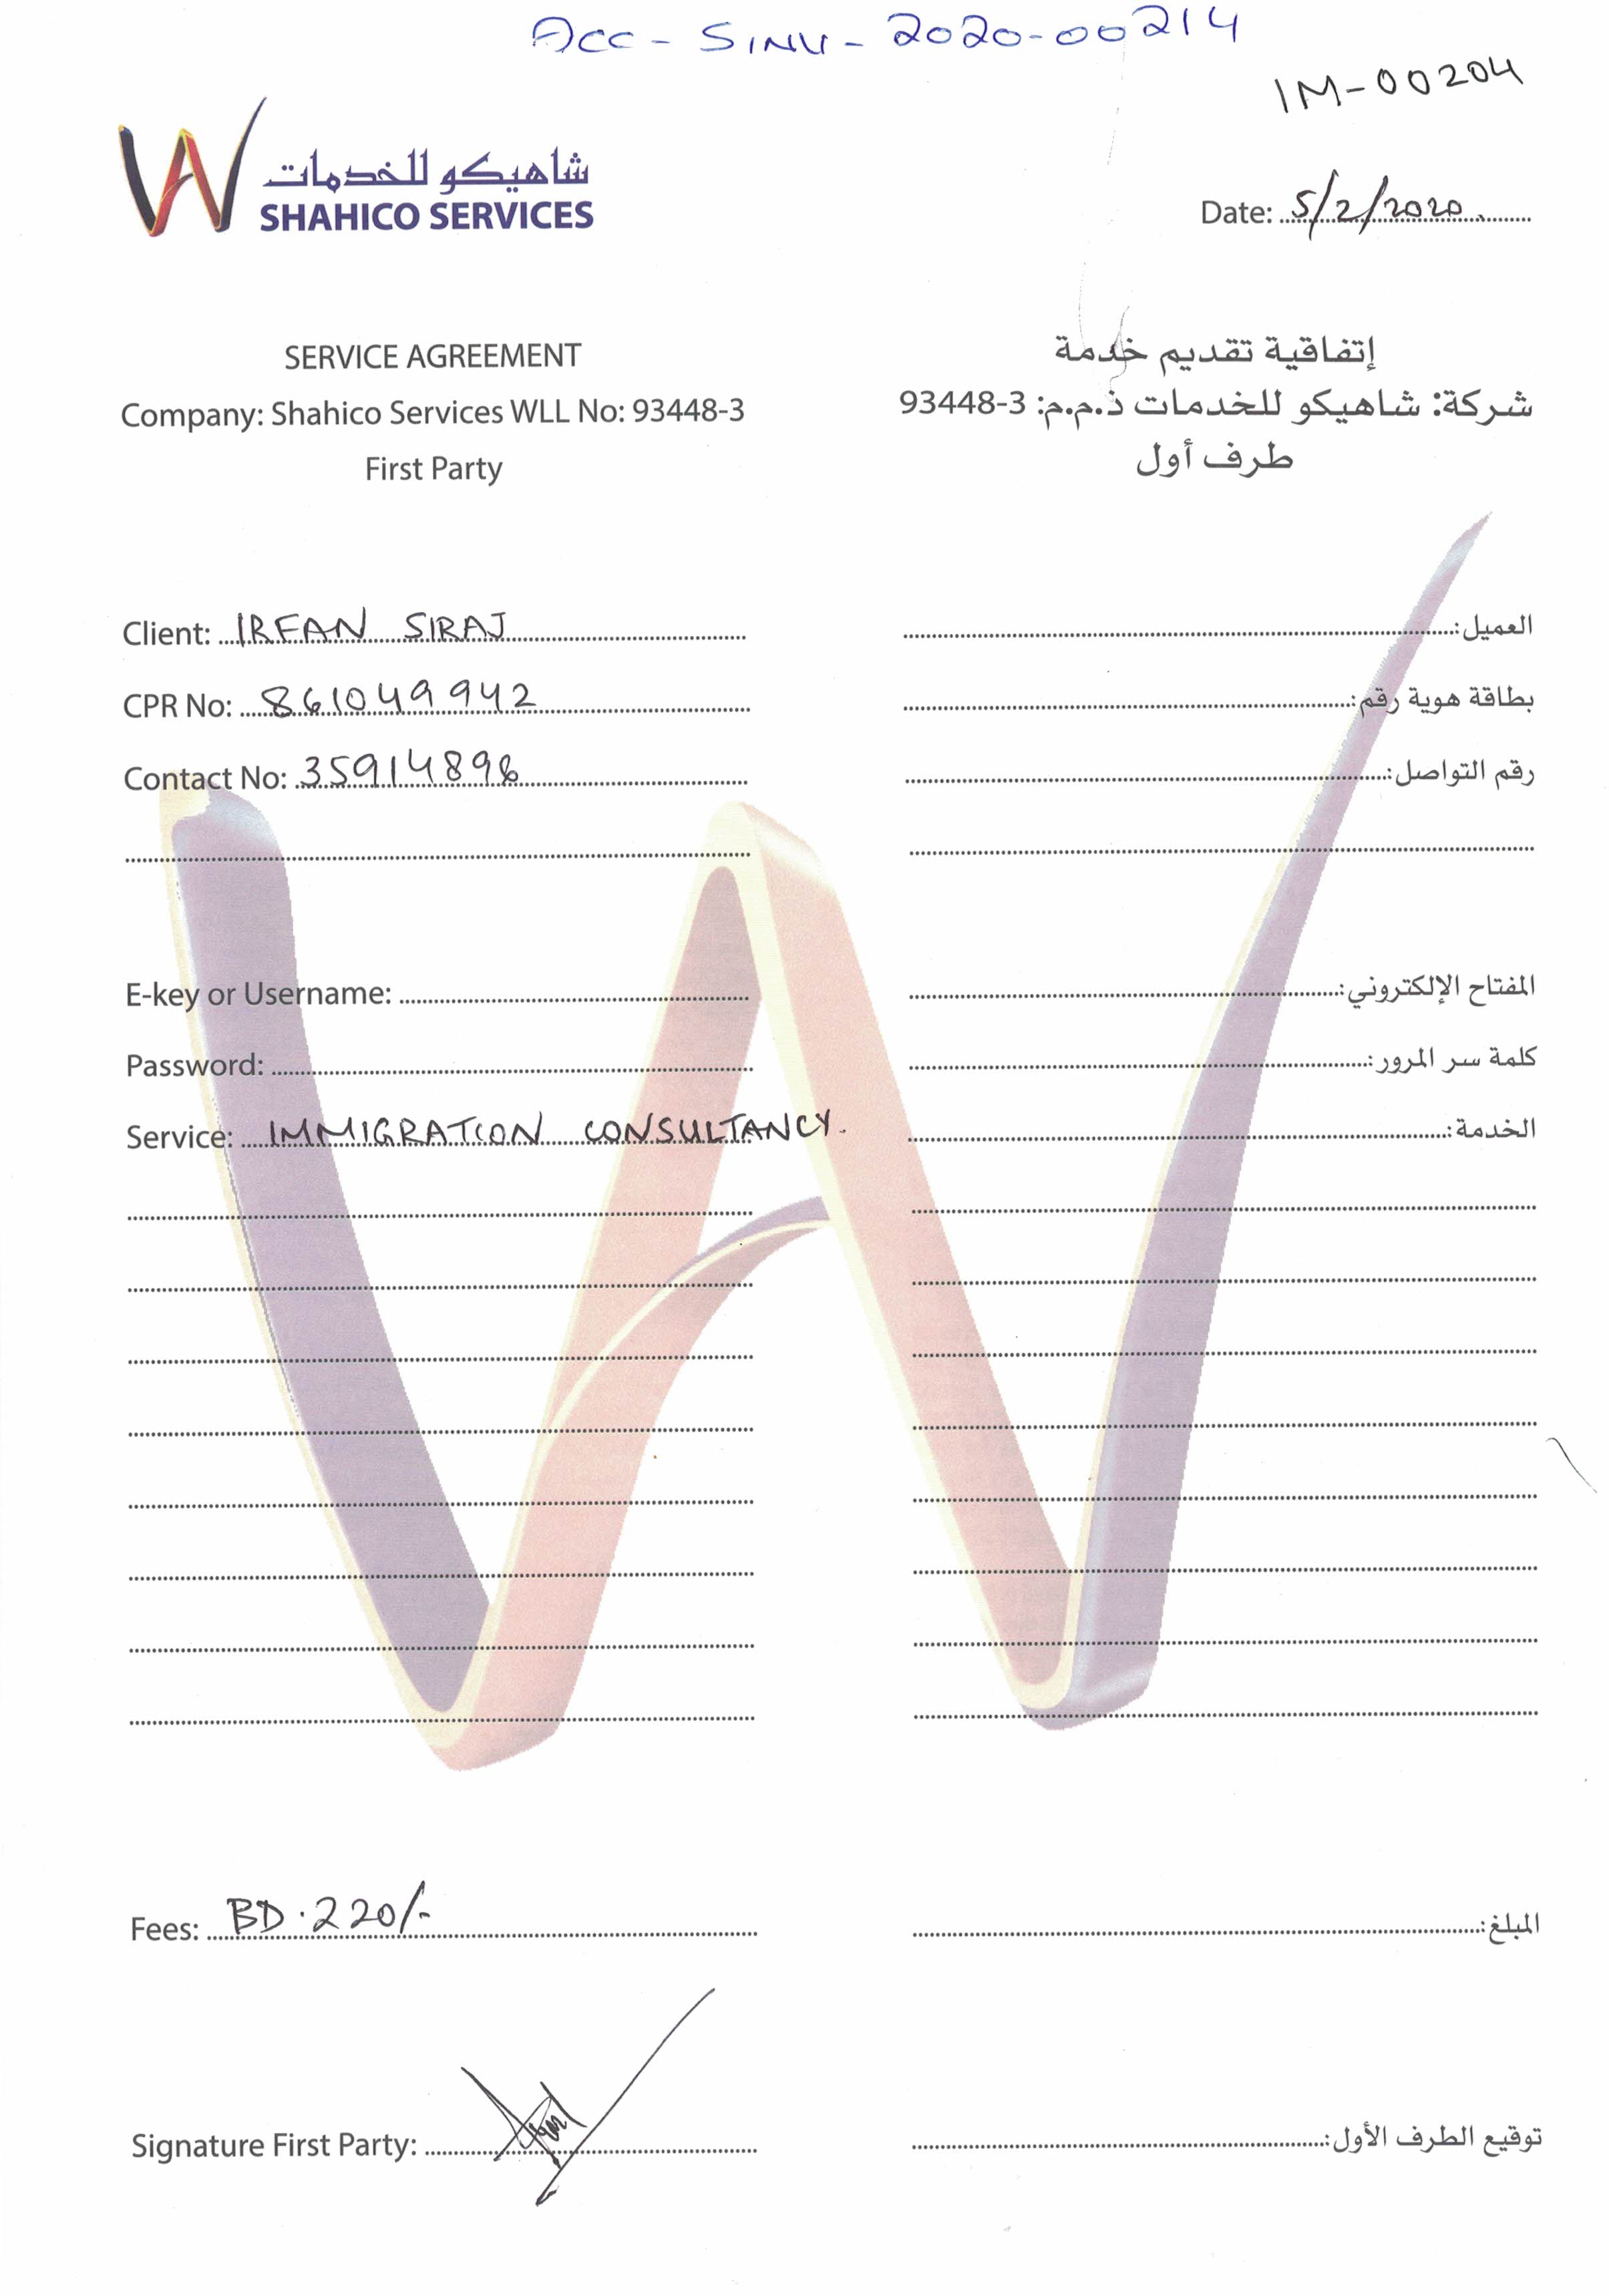 ACC-SINV-2020-00214
IM-00204
شاهيكو للخدمات
SHAHICO SERVICES
Date: 5/2/2020
SERVICE AGREEMENT
Company: Shahico Services WLL No: 93448-3
First Party
إتفاقية تقديم خدمة
شركة: شاهيكو للخدمات ذ.م.م: 3-93448
طرف أول
Client: IRFAN SIRAJ
العميل:
CPR No: 861049942
بطاقة هوية رقم:
Contact No: 35914896
رقم التواصل:
E-key or Username:
المفتاح الإلكتروني:
Password:
كلمة سر المرور:
Service: IMMIGRATION CONSULTANCY.
الخدمة:
Fees: BD.220/-
المبلغ:
Signature First Party:
توقيع الطرف الأول: